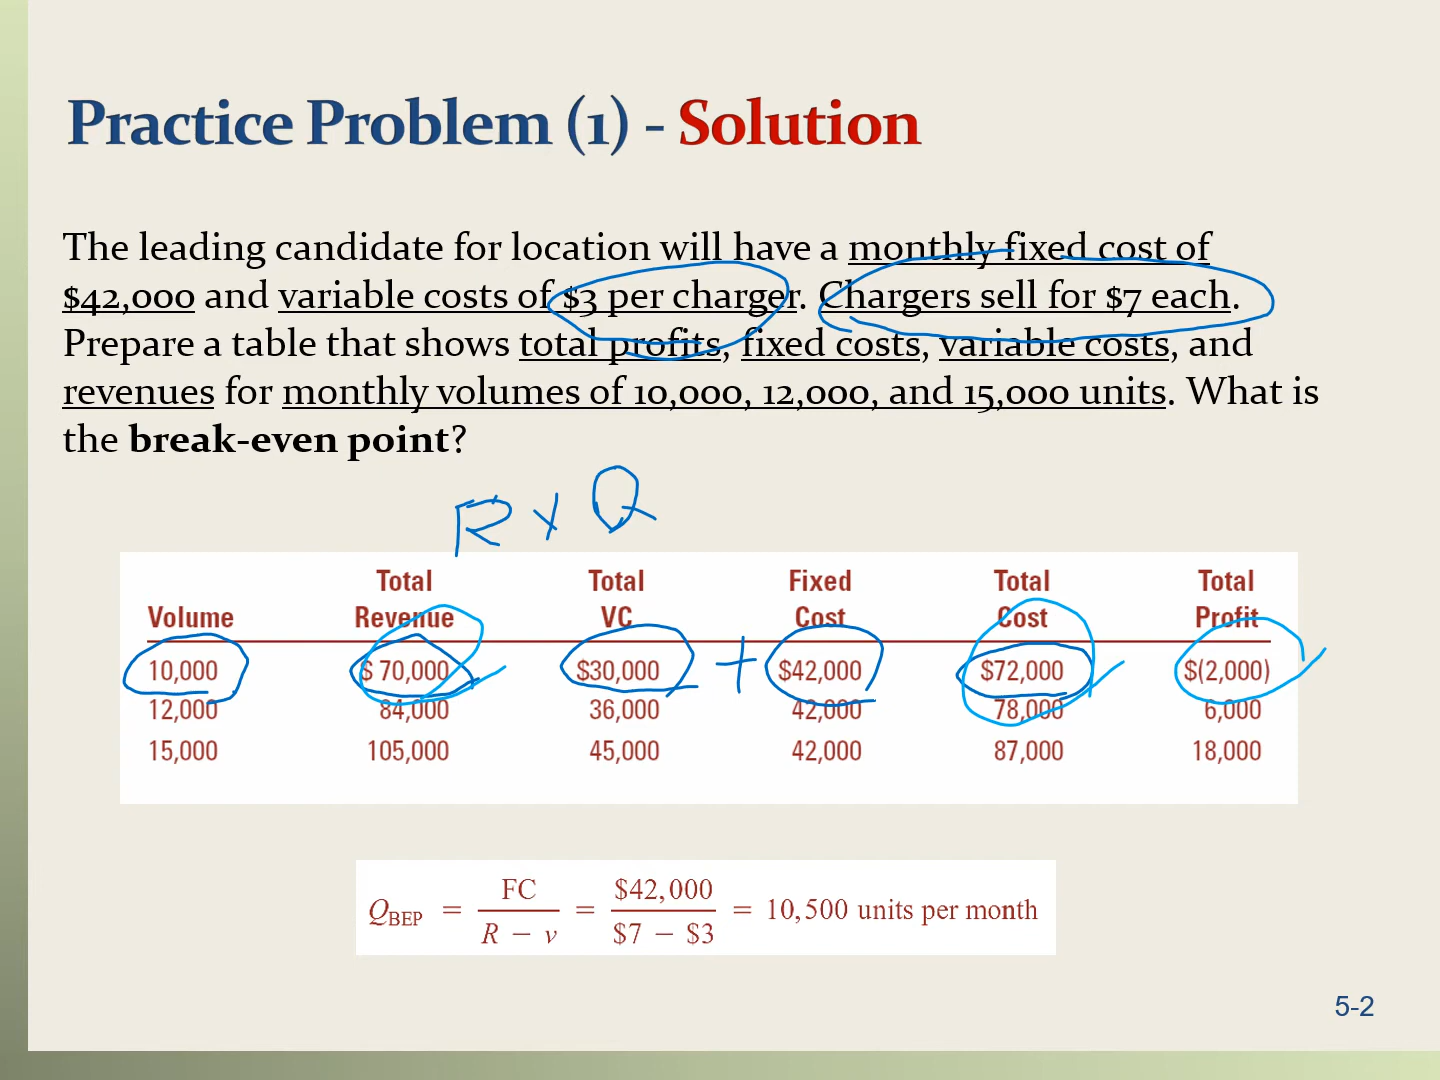 Practice Problem (1) - Solution
The leading candidate for location will have a monthly fixed cost of
$42,000 and variable costs of $3 per charger. Chargers sell for $7 each.
Prepare a table that shows total profits, fixed costs, variable costs, and
revenues for monthly volumes of 10,000, 12,000, and 15,000 units. What is
the break-even point?
R x Q
Total Total Fixed Total Total
Volume Revenue VC Cost Cost Profit
10,000 $ 70,000 $30,000 + $42,000 $72,000 $(2,000)
12,000 84,000 36,000 42,000 78,000 6,000
15,000 105,000 45,000 42,000 87,000 18,000
Q_BEP = FC / (R − v) = $42,000 / ($7 − $3) = 10,500 units per month
5-2